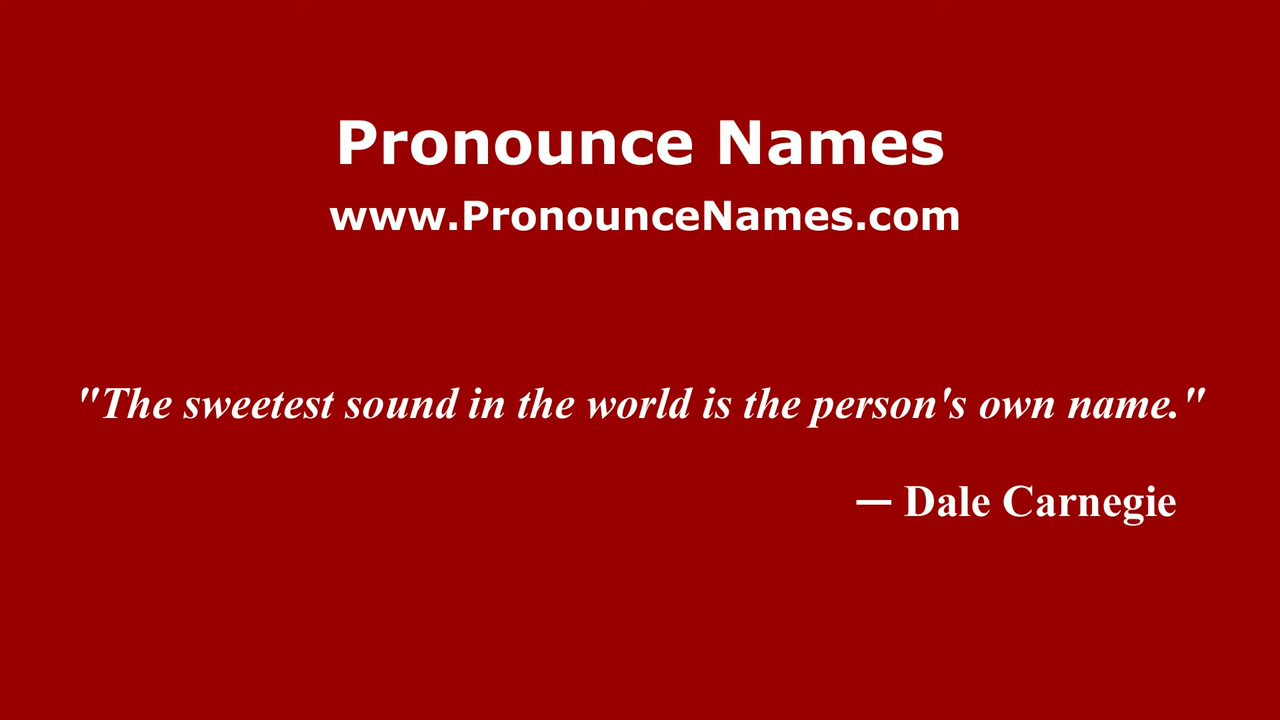 Pronounce Names
www.PronounceNames.com
"The sweetest sound in the world is the person's own name."
— Dale Carnegie